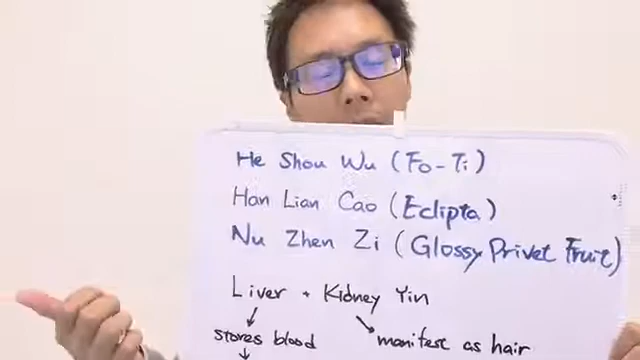 He Shou Wu (Fo-Ti)
Han Lian Cao (Eclipta)
Nu Zhen Zi (Glossy Privet Fruit)
Liver + Kidney Yin
stores blood manifest as hair